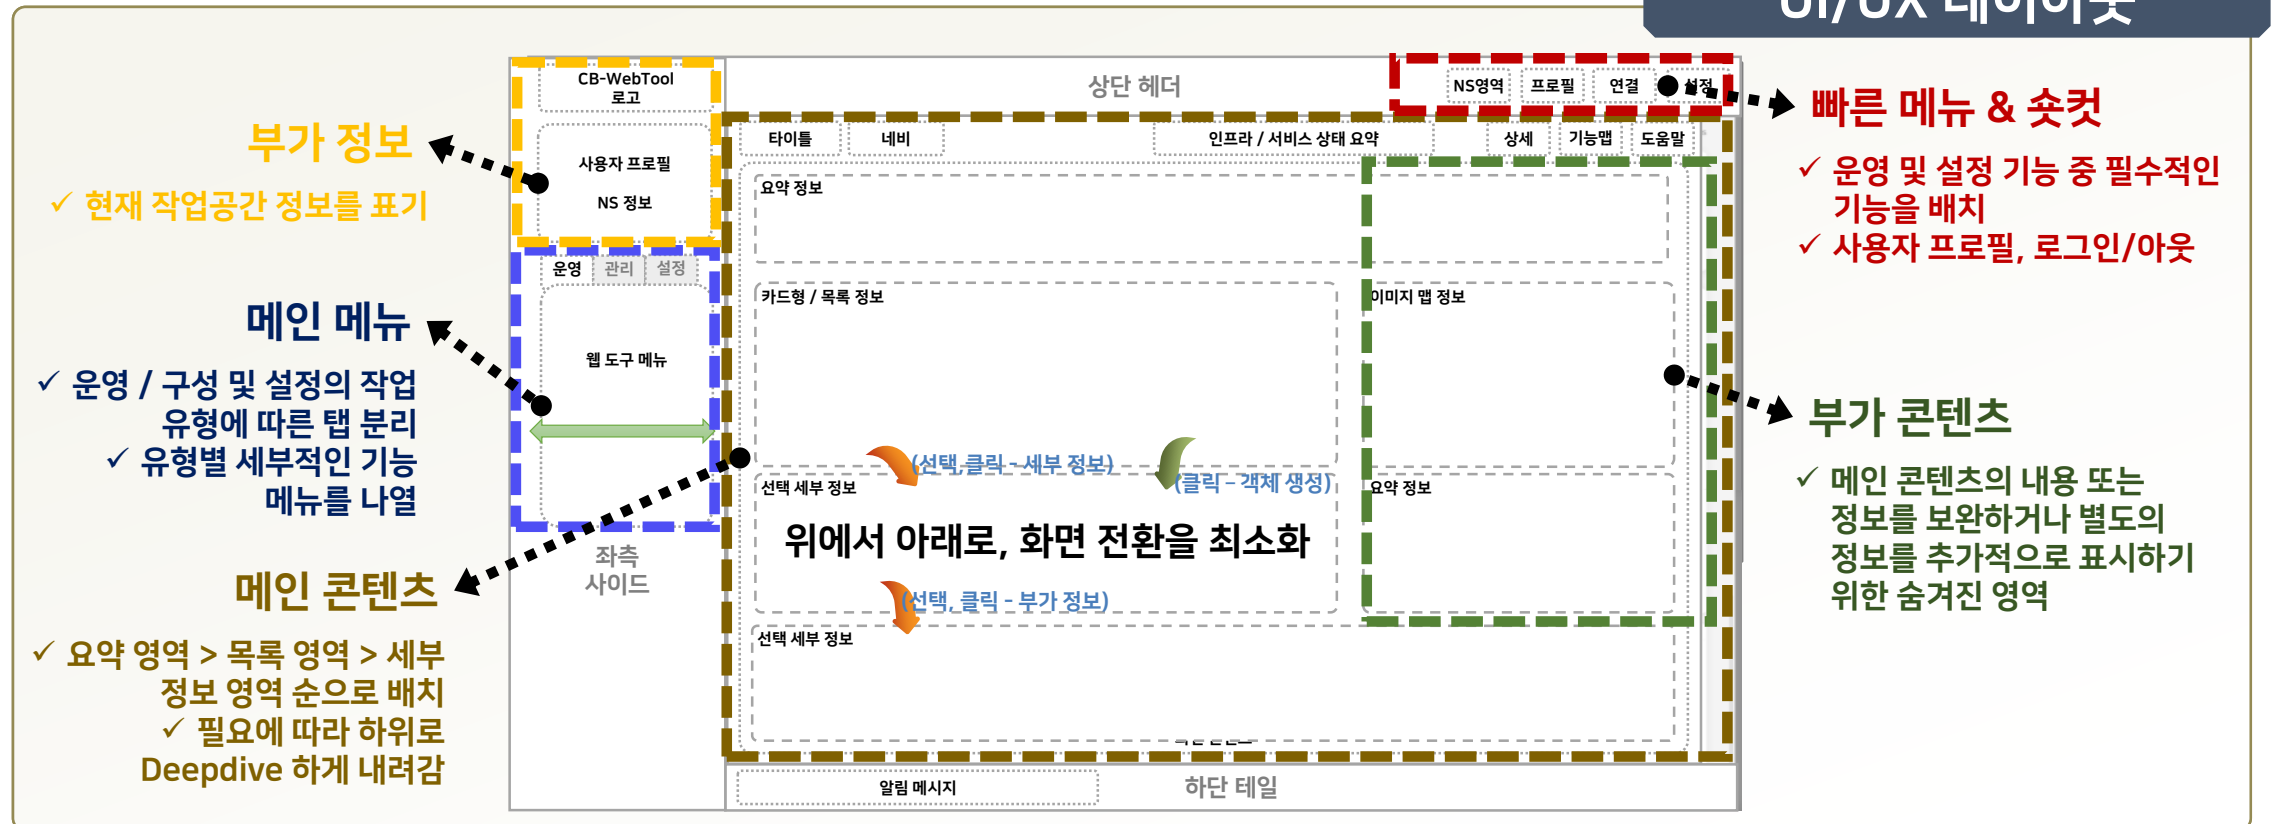 UI/UX 레이아웃
CB-WebTool
로고
상단 헤더
NS영역
프로필
연결
설정
부가 정보
✓ 현재 작업공간 정보를 표기
사용자 프로필
NS 정보
타이틀
네비
인프라 / 서비스 상태 요약
상세
기능맵
도움말
빠른 메뉴 & 숏컷
✓ 운영 및 설정 기능 중 필수적인
기능을 배치
✓ 사용자 프로필, 로그인/아웃
요약 정보
운영
관리
설정
메인 메뉴
✓ 운영 / 구성 및 설정의 작업
유형에 따른 탭 분리
✓ 유형별 세부적인 기능
메뉴를 나열
웹 도구 메뉴
카드형 / 목록 정보
이미지 맵 정보
(선택,클릭 – 세부 정보)
(클릭 – 객체 생성)
선택 세부 정보
요약 정보
위에서 아래로, 화면 전환을 최소화
부가 콘텐츠
✓ 메인 콘텐츠의 내용 또는
정보를 보완하거나 별도의
정보를 추가적으로 표시하기
위한 숨겨진 영역
좌측
사이드
메인 콘텐츠
✓ 요약 영역 > 목록 영역 > 세부
정보 영역 순으로 배치
✓ 필요에 따라 하위로
Deepdive 하게 내려감
(선택, 클릭 – 부가 정보)
선택 세부 정보
알림 메시지
하단 테일